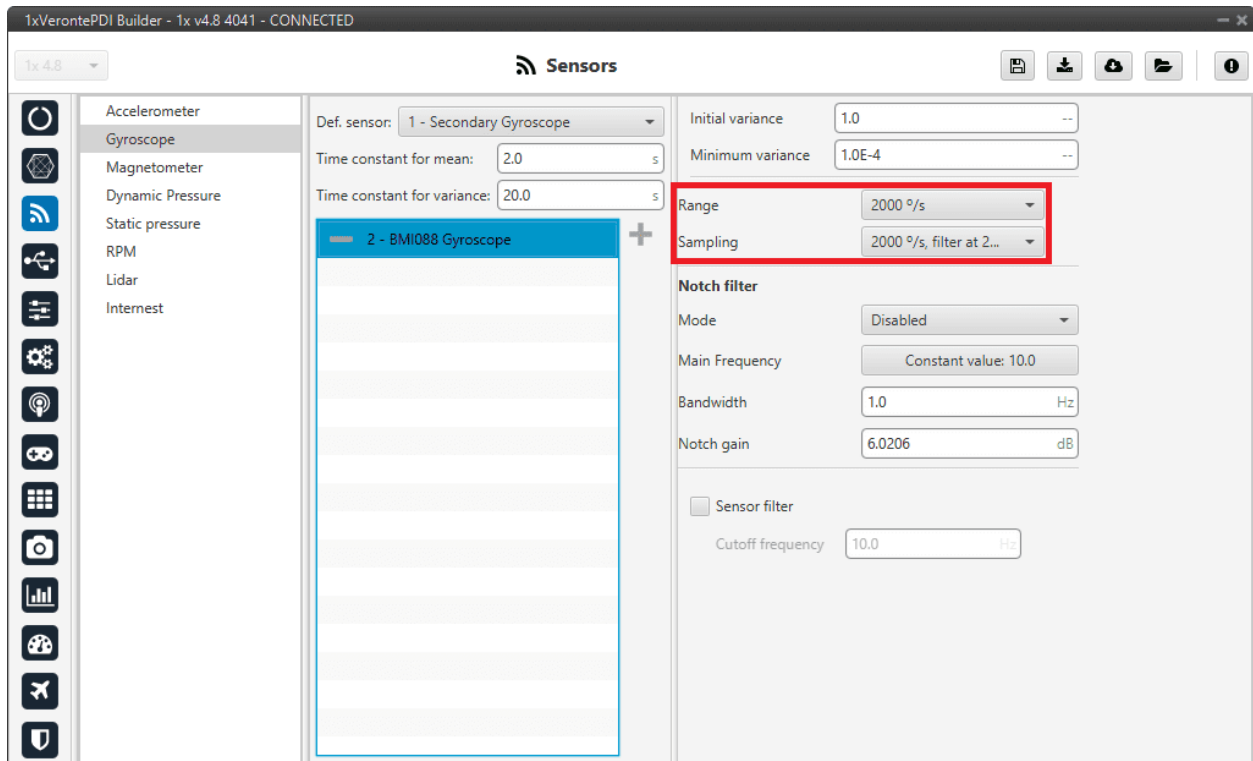 1xVerontePDI Builder - 1x v4.8 4041 - CONNECTED
1x 4.8
Sensors
Accelerometer
Gyroscope
Magnetometer
Dynamic Pressure
Static pressure
RPM
Lidar
Internest
Def. sensor: 1 - Secondary Gyroscope
Time constant for mean: 2.0 s
Time constant for variance: 20.0 s
2 - BMI088 Gyroscope
Initial variance 1.0 --
Minimum variance 1.0E-4 --
Range 2000 º/s
Sampling 2000 º/s, filter at 2...
Notch filter
Mode Disabled
Main Frequency Constant value: 10.0
Bandwidth 1.0 Hz
Notch gain 6.0206 dB
Sensor filter
Cutoff frequency 10.0 Hz